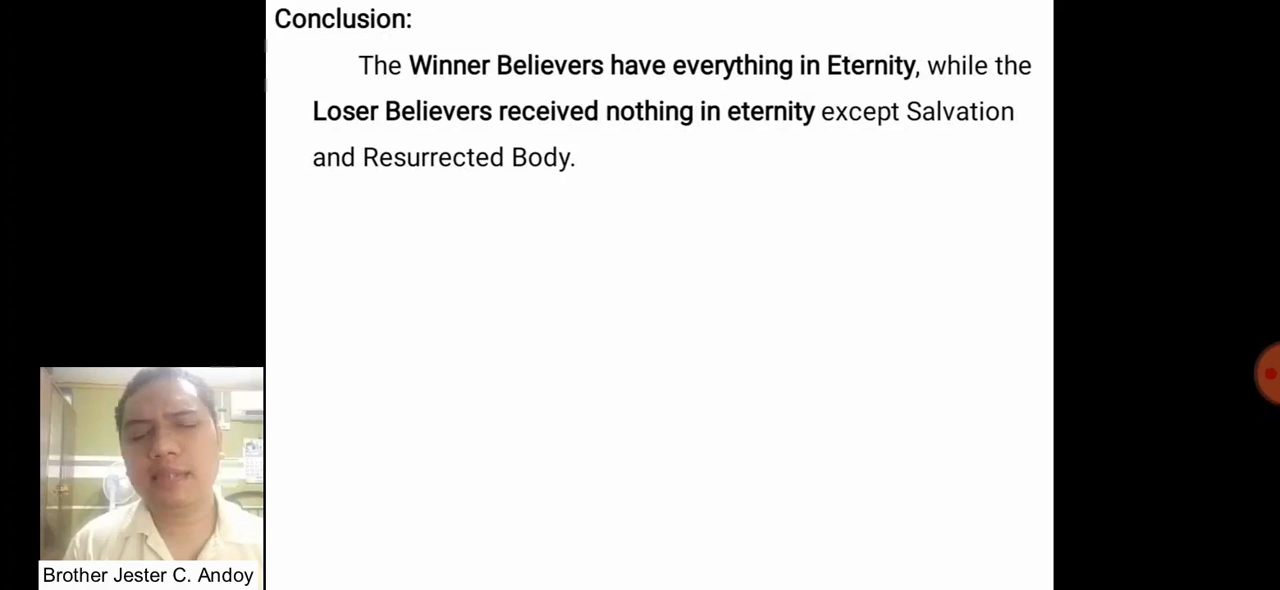 Conclusion:
The Winner Believers have everything in Eternity, while the
Loser Believers received nothing in eternity except Salvation
and Resurrected Body.
Brother Jester C. Andoy